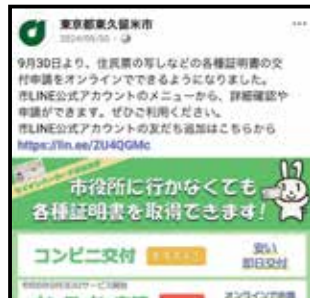 東京都東久留米市
2024/09/30
9月30日より、住民票の写しなどの各種証明書の交
付申請をオンラインでできるようになりました。
市LINE公式アカウントのメニューから、詳細確認や
申請ができます。ぜひご利用ください。
市LINE公式アカウントの友だち追加はこちらから
https://lin.ee/ZU4QGMc
市役所に行かなくても
各種証明書を取得できます!
コンビニ交付
安い
即日交付